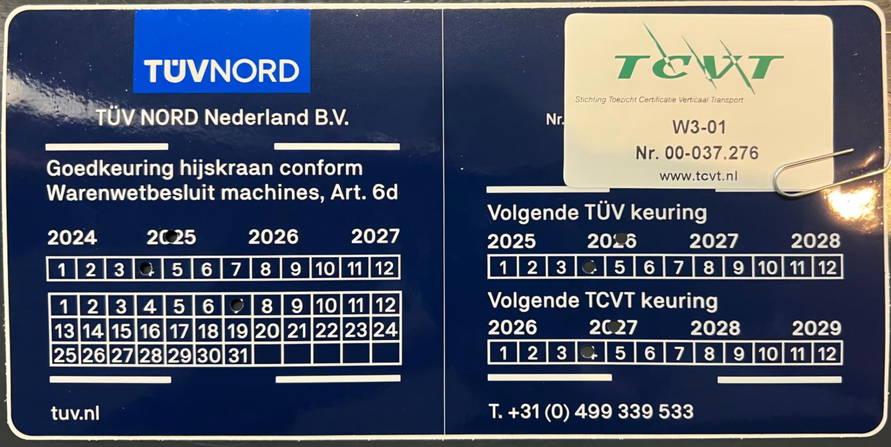 TÜVNORD
TÜV NORD Nederland B.V.
Goedkeuring hijskraan conform
Warenwetbesluit machines, Art. 6d
2024 2025 2026 2027
1 2 3 4 5 6 7 8 9 10 11 12
1 2 3 4 5 6 8 9 10 11 12
13 14 15 16 17 18 19 20 21 22 23 24
25 26 27 28 29 30 31
tuv.nl
TCVT
Stichting Toezicht Certificatie Verticaal Transport
W3-01
Nr. 00-037.276
www.tcvt.nl
Nr.
Volgende TÜV keuring
2025 2026 2027 2028
1 2 3 4 5 6 7 8 9 10 11 12
Volgende TCVT keuring
2026 2027 2028 2029
1 2 3 4 5 6 7 8 9 10 11 12
T. +31 (0) 499 339 533